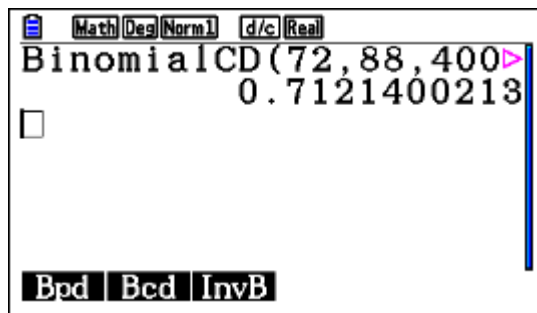 Math Deg Norm1 d/c Real
BinomialCD(72,88,400▷
0.7121400213
Bpd Bcd InvB